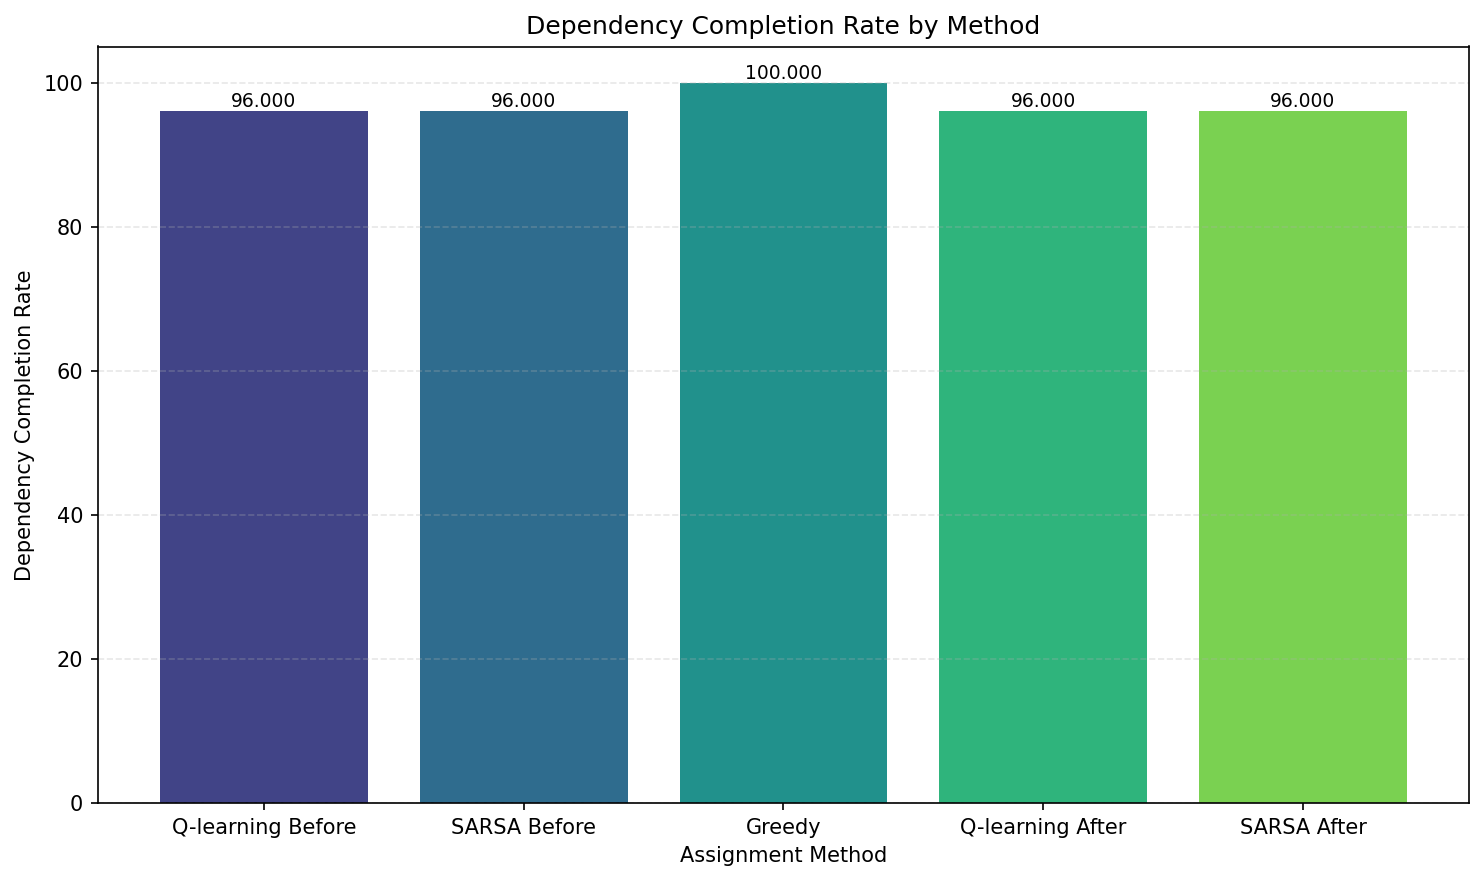 Dependency Completion Rate by Method
Dependency Completion Rate
100
80
60
40
20
0
96.000
96.000
100.000
96.000
96.000
Q-learning Before
SARSA Before
Greedy
Q-learning After
SARSA After
Assignment Method